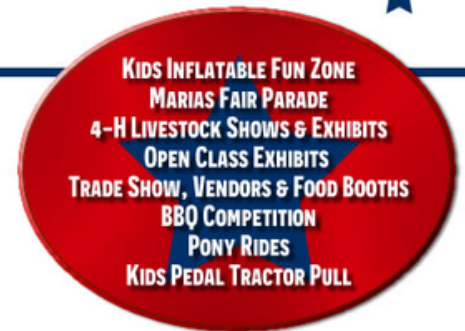 Kids Inflatable Fun Zone
Marias Fair Parade
4-H Livestock Shows & Exhibits
Open Class Exhibits
Trade Show, Vendors & Food Booths
BBQ Competition
Pony Rides
Kids Pedal Tractor Pull